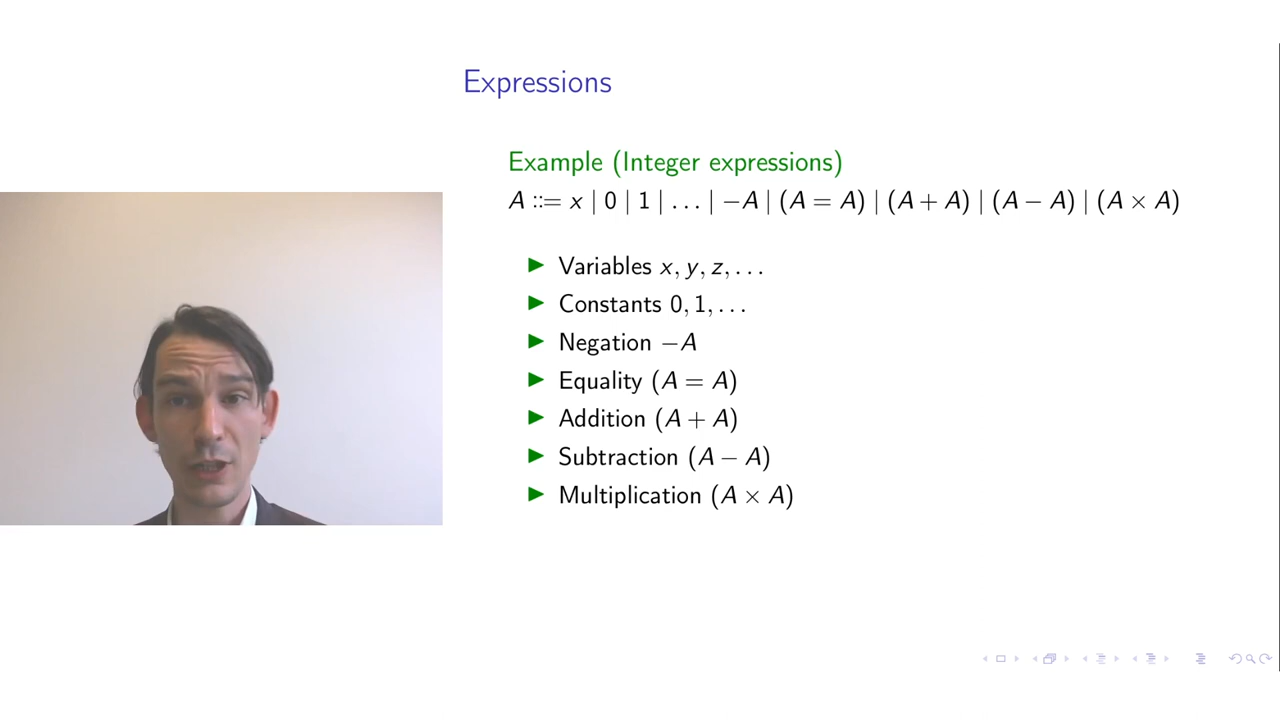 Expressions
Example (Integer expressions)
A ::= x | 0 | 1 | ... | −A | (A = A) | (A + A) | (A − A) | (A × A)
▶ Variables x, y, z, ...
▶ Constants 0, 1, ...
▶ Negation −A
▶ Equality (A = A)
▶ Addition (A + A)
▶ Subtraction (A − A)
▶ Multiplication (A × A)